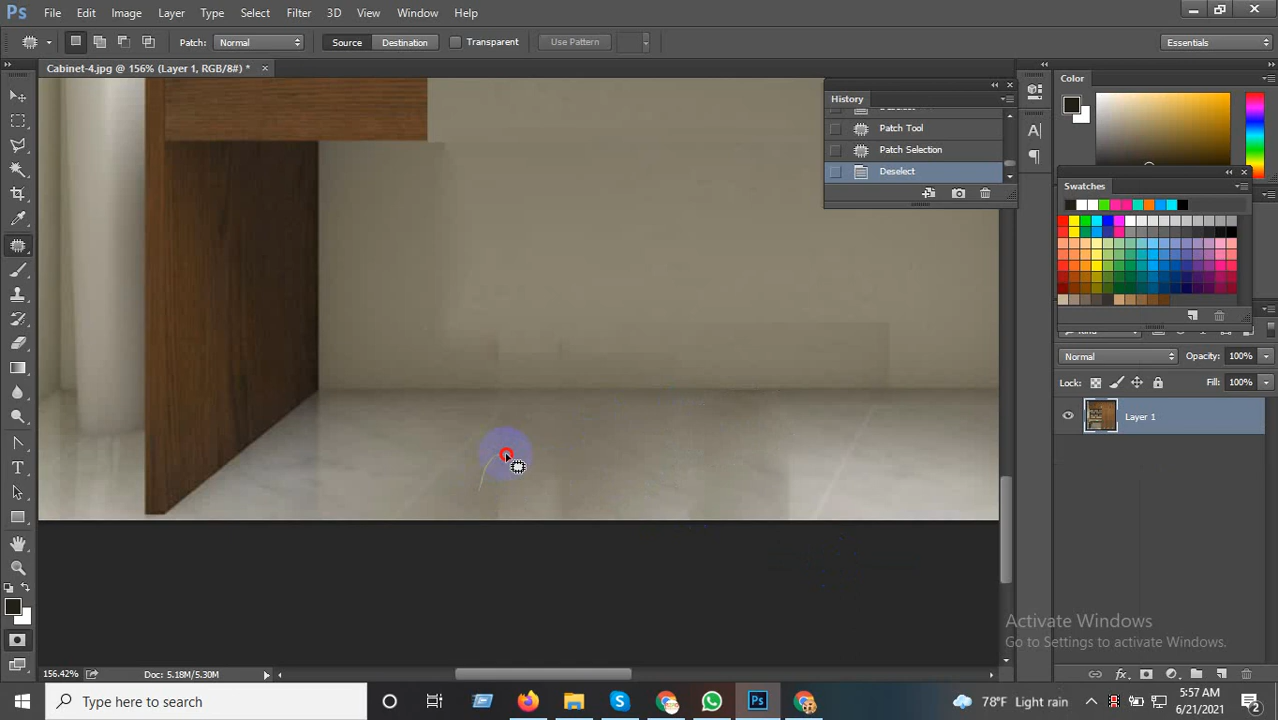 Ps File Edit Image Layer Type Select Filter 3D View Window Help
Patch: Normal Source Destination Transparent Use Pattern Essentials
Cabinet-4.jpg @ 156% (Layer 1, RGB/8#) *
Color
History
Patch Tool
Patch Selection
Deselect
Swatches
Normal Opacity: 100%
Lock: Fill: 100%
Layer 1
Activate Windows
Go to Settings to activate Windows.
156.42% Doc: 5.18M/5.30M
Type here to search
78°F Light rain
5:57 AM
6/21/2021
2